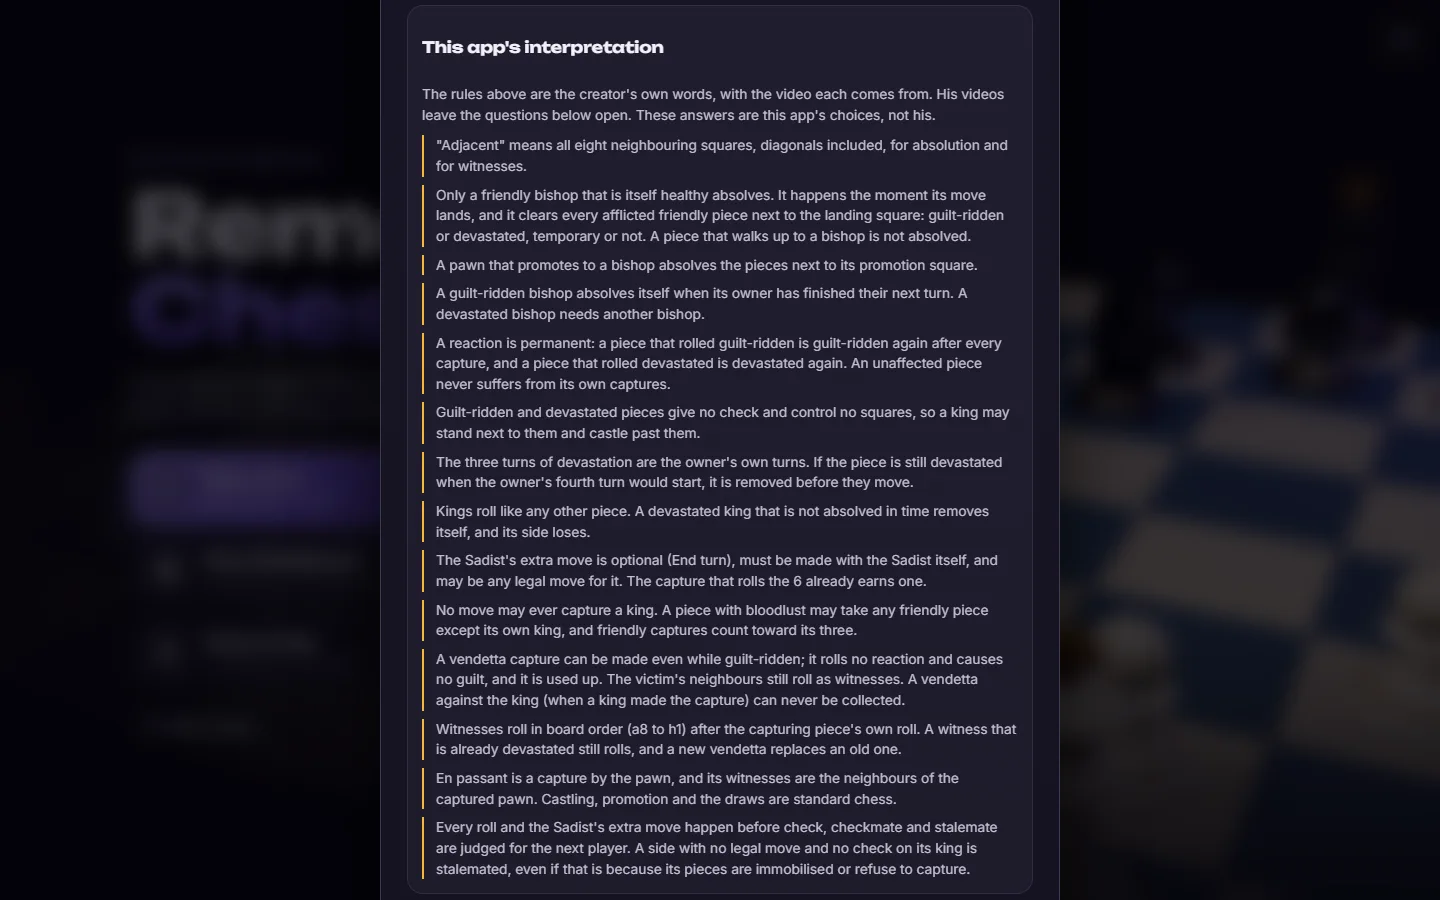 This app's interpretation
The rules above are the creator's own words, with the video each comes from. His videos
leave the questions below open. These answers are this app's choices, not his.
"Adjacent" means all eight neighbouring squares, diagonals included, for absolution and
for witnesses.
Only a friendly bishop that is itself healthy absolves. It happens the moment its move
lands, and it clears every afflicted friendly piece next to the landing square: guilt-ridden
or devastated, temporary or not. A piece that walks up to a bishop is not absolved.
A pawn that promotes to a bishop absolves the pieces next to its promotion square.
A guilt-ridden bishop absolves itself when its owner has finished their next turn. A
devastated bishop needs another bishop.
A reaction is permanent: a piece that rolled guilt-ridden is guilt-ridden again after every
capture, and a piece that rolled devastated is devastated again. An unaffected piece
never suffers from its own captures.
Guilt-ridden and devastated pieces give no check and control no squares, so a king may
stand next to them and castle past them.
The three turns of devastation are the owner's own turns. If the piece is still devastated
when the owner's fourth turn would start, it is removed before they move.
Kings roll like any other piece. A devastated king that is not absolved in time removes
itself, and its side loses.
The Sadist's extra move is optional (End turn), must be made with the Sadist itself, and
may be any legal move for it. The capture that rolls the 6 already earns one.
No move may ever capture a king. A piece with bloodlust may take any friendly piece
except its own king, and friendly captures count toward its three.
A vendetta capture can be made even while guilt-ridden; it rolls no reaction and causes
no guilt, and it is used up. The victim's neighbours still roll as witnesses. A vendetta
against the king (when a king made the capture) can never be collected.
Witnesses roll in board order (a8 to h1) after the capturing piece's own roll. A witness that
is already devastated still rolls, and a new vendetta replaces an old one.
En passant is a capture by the pawn, and its witnesses are the neighbours of the
captured pawn. Castling, promotion and the draws are standard chess.
Every roll and the Sadist's extra move happen before check, checkmate and stalemate
are judged for the next player. A side with no legal move and no check on its king is
stalemated, even if that is because its pieces are immobilised or refuse to capture.